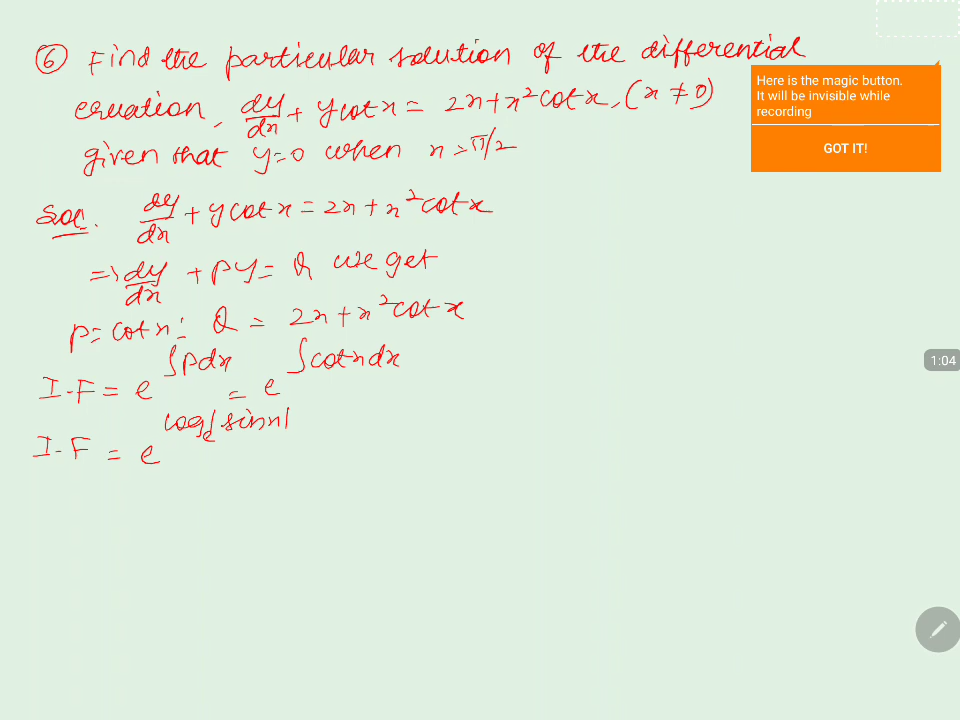 ⑥ Find the particular solution of the differential
equation, dy/dx + y cot x = 2x + x² cot x, (x ≠ 0)
given that y=0 when x = π/2
Sol. dy/dx + y cot x = 2x + x² cot x
=> dy/dx + Py = Q we get
P = cot x : Q = 2x + x² cot x
I.F = e^∫Pdx = e^∫cot x dx
I.F = e^logₑ|sin x|
Here is the magic button.
It will be invisible while
recording
GOT IT!
1:04